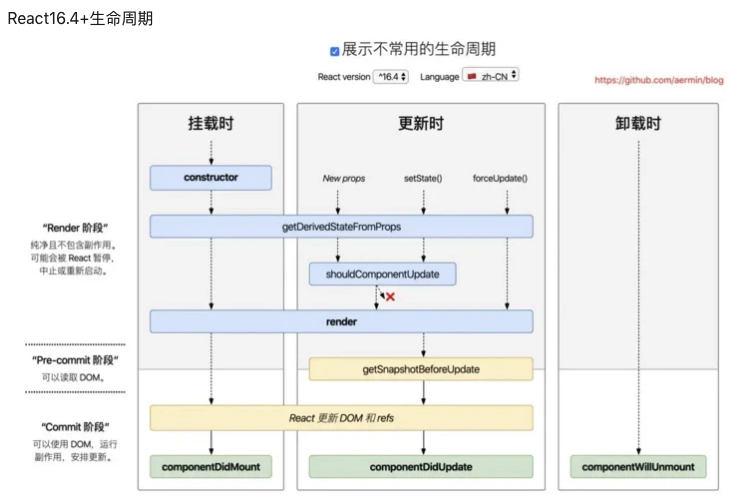 React16.4+生命周期
展示不常用的生命周期
React version ^16.4 Language zh-CN
https://github.com/aermin/blog
挂载时 更新时 卸载时
constructor
New props setState() forceUpdate()
getDerivedStateFromProps
“Render 阶段”
纯净且不包含副作用。
可能会被 React 暂停,
中止或重新启动。
shouldComponentUpdate
render
“Pre-commit 阶段”
可以读取 DOM。
getSnapshotBeforeUpdate
React 更新 DOM 和 refs
“Commit 阶段”
可以使用 DOM,运行
副作用,安排更新。
componentDidMount componentDidUpdate componentWillUnmount